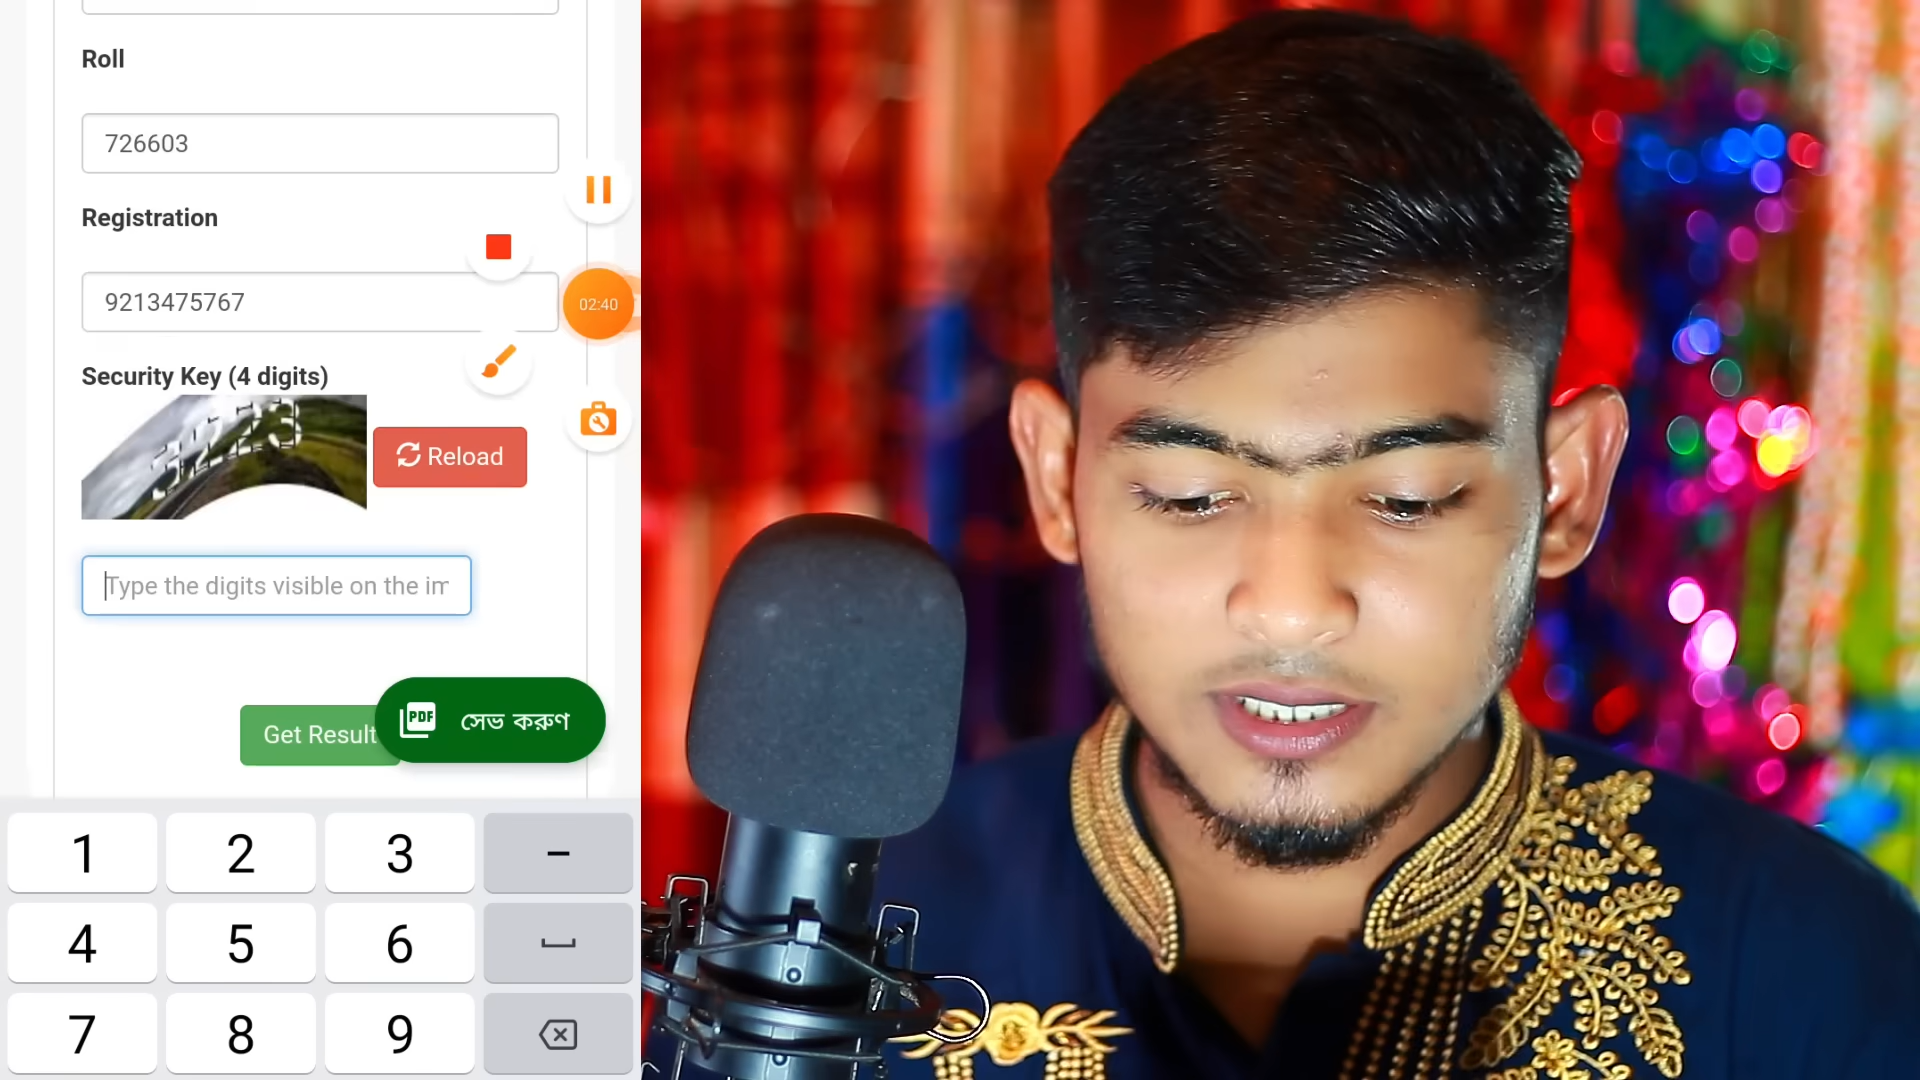 Roll
726603
Registration
9213475767
02:40
Security Key (4 digits)
Reload
Type the digits visible on the im
Get Result
PDF সেভ করুণ
1 2 3 –
4 5 6
7 8 9